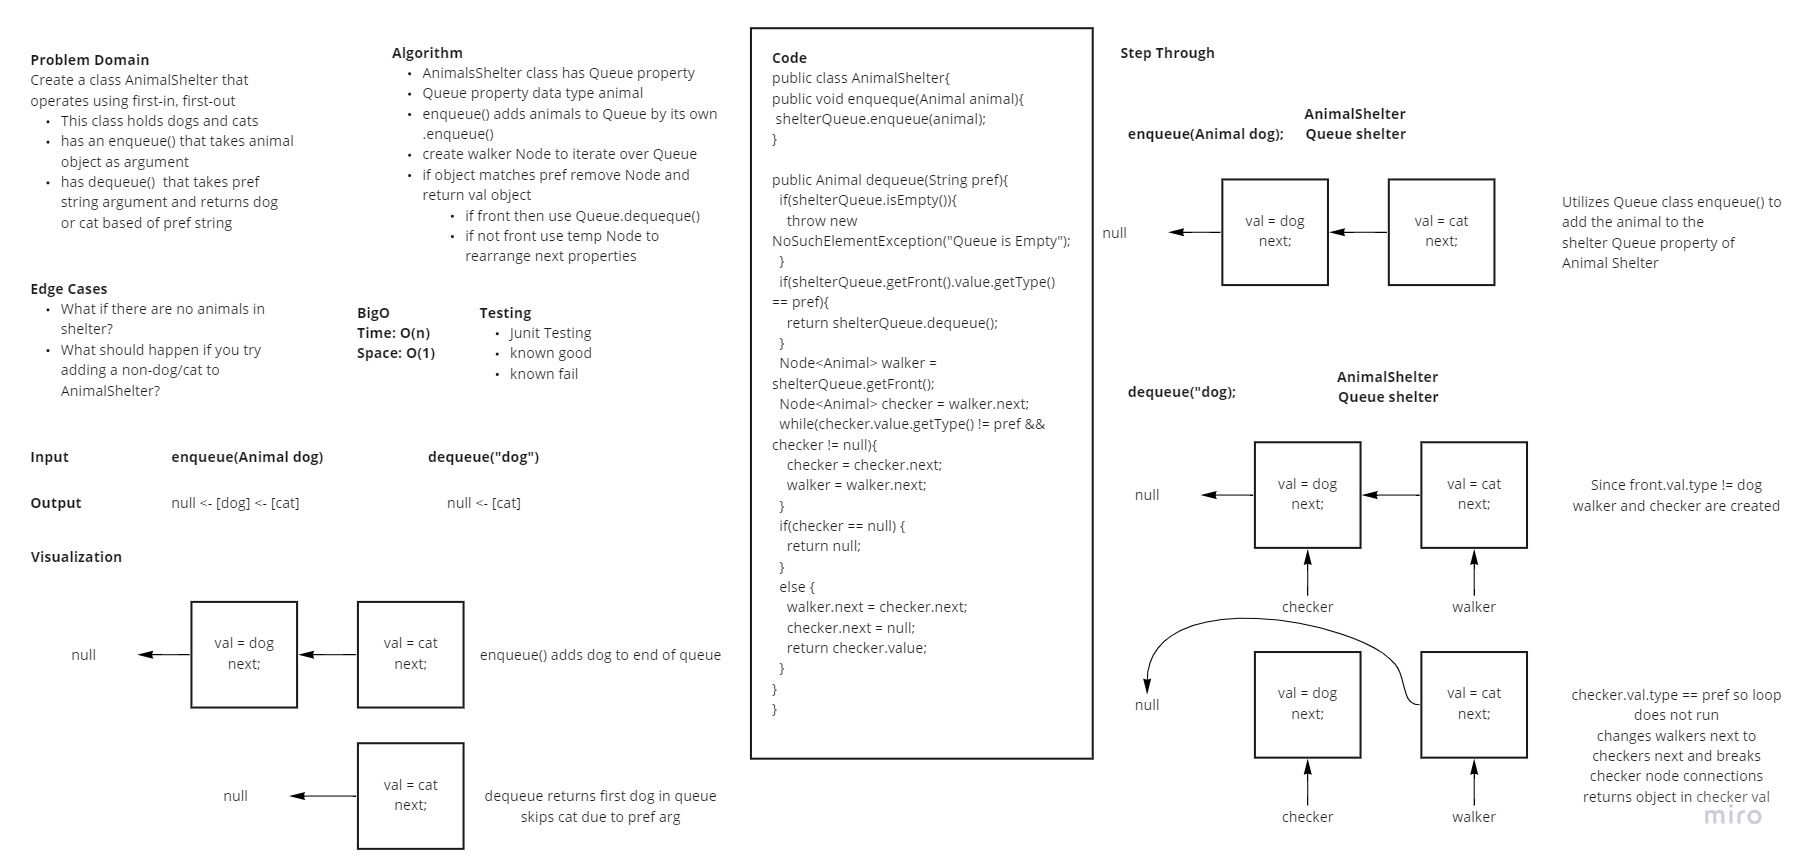 Problem Domain
Create a class AnimalShelter that
operates using first-in, first-out
• This class holds dogs and cats
• has an enqueue() that takes animal
object as argument
• has dequeue()  that takes pref
string argument and returns dog
or cat based of pref string
Edge Cases
• What if there are no animals in
shelter?
• What should happen if you try
adding a non-dog/cat to
AnimalShelter?
Algorithm
• AnimalsShelter class has Queue property
• Queue property data type animal
• enqueue() adds animals to Queue by its own
.enqueue()
• create walker Node to iterate over Queue
• if object matches pref remove Node and
return val object
• if front then use Queue.dequeque()
• if not front use temp Node to
rearrange next properties
BigO
Time: O(n)
Space: O(1)
Testing
• Junit Testing
• known good
• known fail
Input enqueue(Animal dog) dequeue("dog")
Output null <- [dog] <- [cat] null <- [cat]
Visualization
null
val = dog
next;
val = cat
next;
enqueue() adds dog to end of queue
null
val = cat
next;
dequeue returns first dog in queue
skips cat due to pref arg
Code
public class AnimalShelter{
public void enqueque(Animal animal){
shelterQueue.enqueue(animal);
}
public Animal dequeue(String pref){
if(shelterQueue.isEmpty()){
throw new
NoSuchElementException("Queue is Empty");
}
if(shelterQueue.getFront().value.getType()
== pref){
return shelterQueue.dequeue();
}
Node<Animal> walker =
shelterQueue.getFront();
Node<Animal> checker = walker.next;
while(checker.value.getType() != pref &&
checker != null){
checker = checker.next;
walker = walker.next;
}
if(checker == null) {
return null;
}
else {
walker.next = checker.next;
checker.next = null;
return checker.value;
}
}
}
Step Through
enqueue(Animal dog);
AnimalShelter
Queue shelter
null
val = dog
next;
val = cat
next;
Utilizes Queue class enqueue() to
add the animal to the
shelter Queue property of
Animal Shelter
dequeue("dog);
AnimalShelter
Queue shelter
null
val = dog
next;
val = cat
next;
checker
walker
Since front.val.type != dog
walker and checker are created
null
val = dog
next;
val = cat
next;
checker
walker
checker.val.type == pref so loop
does not run
changes walkers next to
checkers next and breaks
checker node connections
returns object in checker val
miro